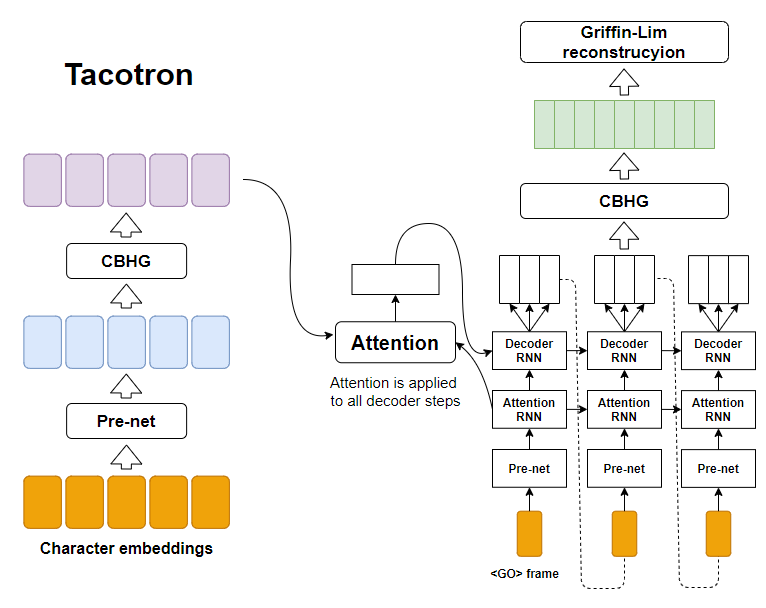 Tacotron
CBHG
Pre-net
Character embeddings
Attention
Attention is applied
to all decoder steps
Griffin-Lim
reconstrucyion
CBHG
Decoder
RNN
Decoder
RNN
Decoder
RNN
Attention
RNN
Attention
RNN
Attention
RNN
Pre-net
Pre-net
Pre-net
<GO> frame